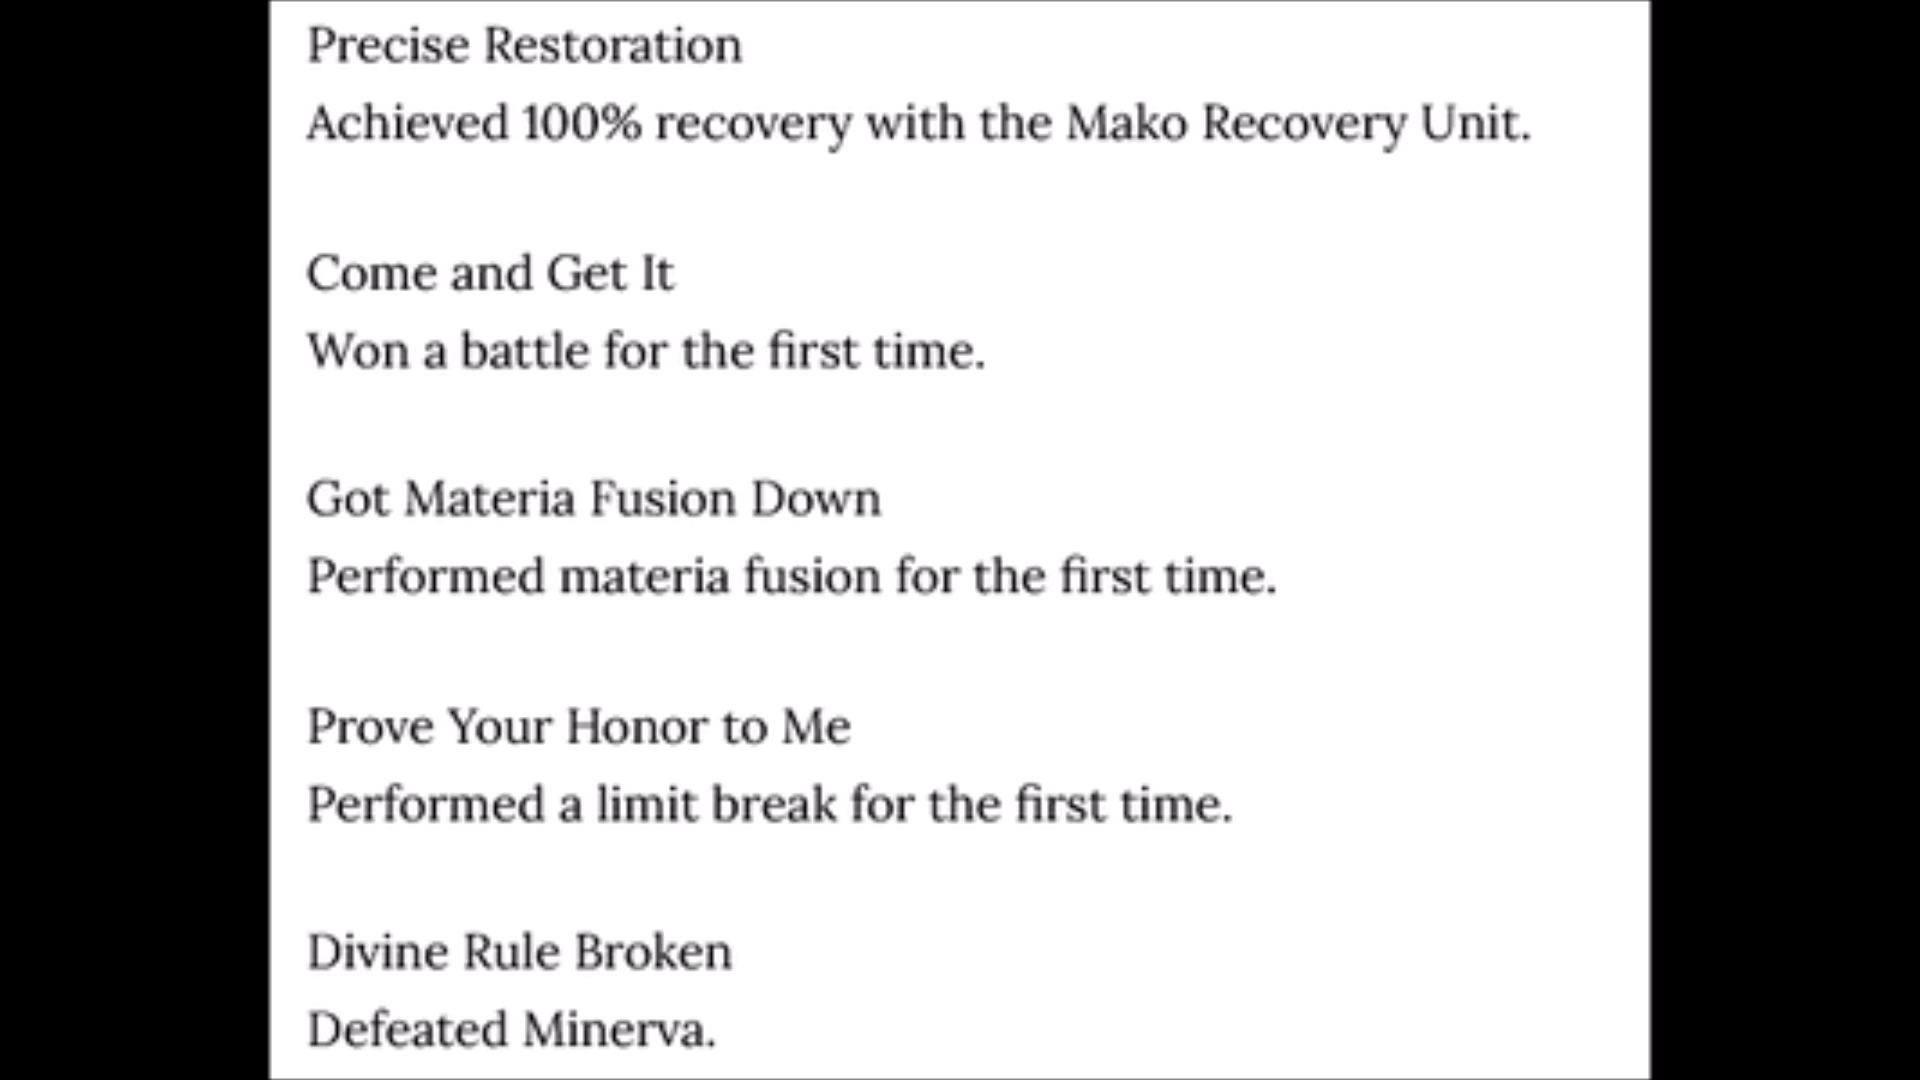 Precise Restoration
Achieved 100% recovery with the Mako Recovery Unit.
Come and Get It
Won a battle for the first time.
Got Materia Fusion Down
Performed materia fusion for the first time.
Prove Your Honor to Me
Performed a limit break for the first time.
Divine Rule Broken
Defeated Minerva.